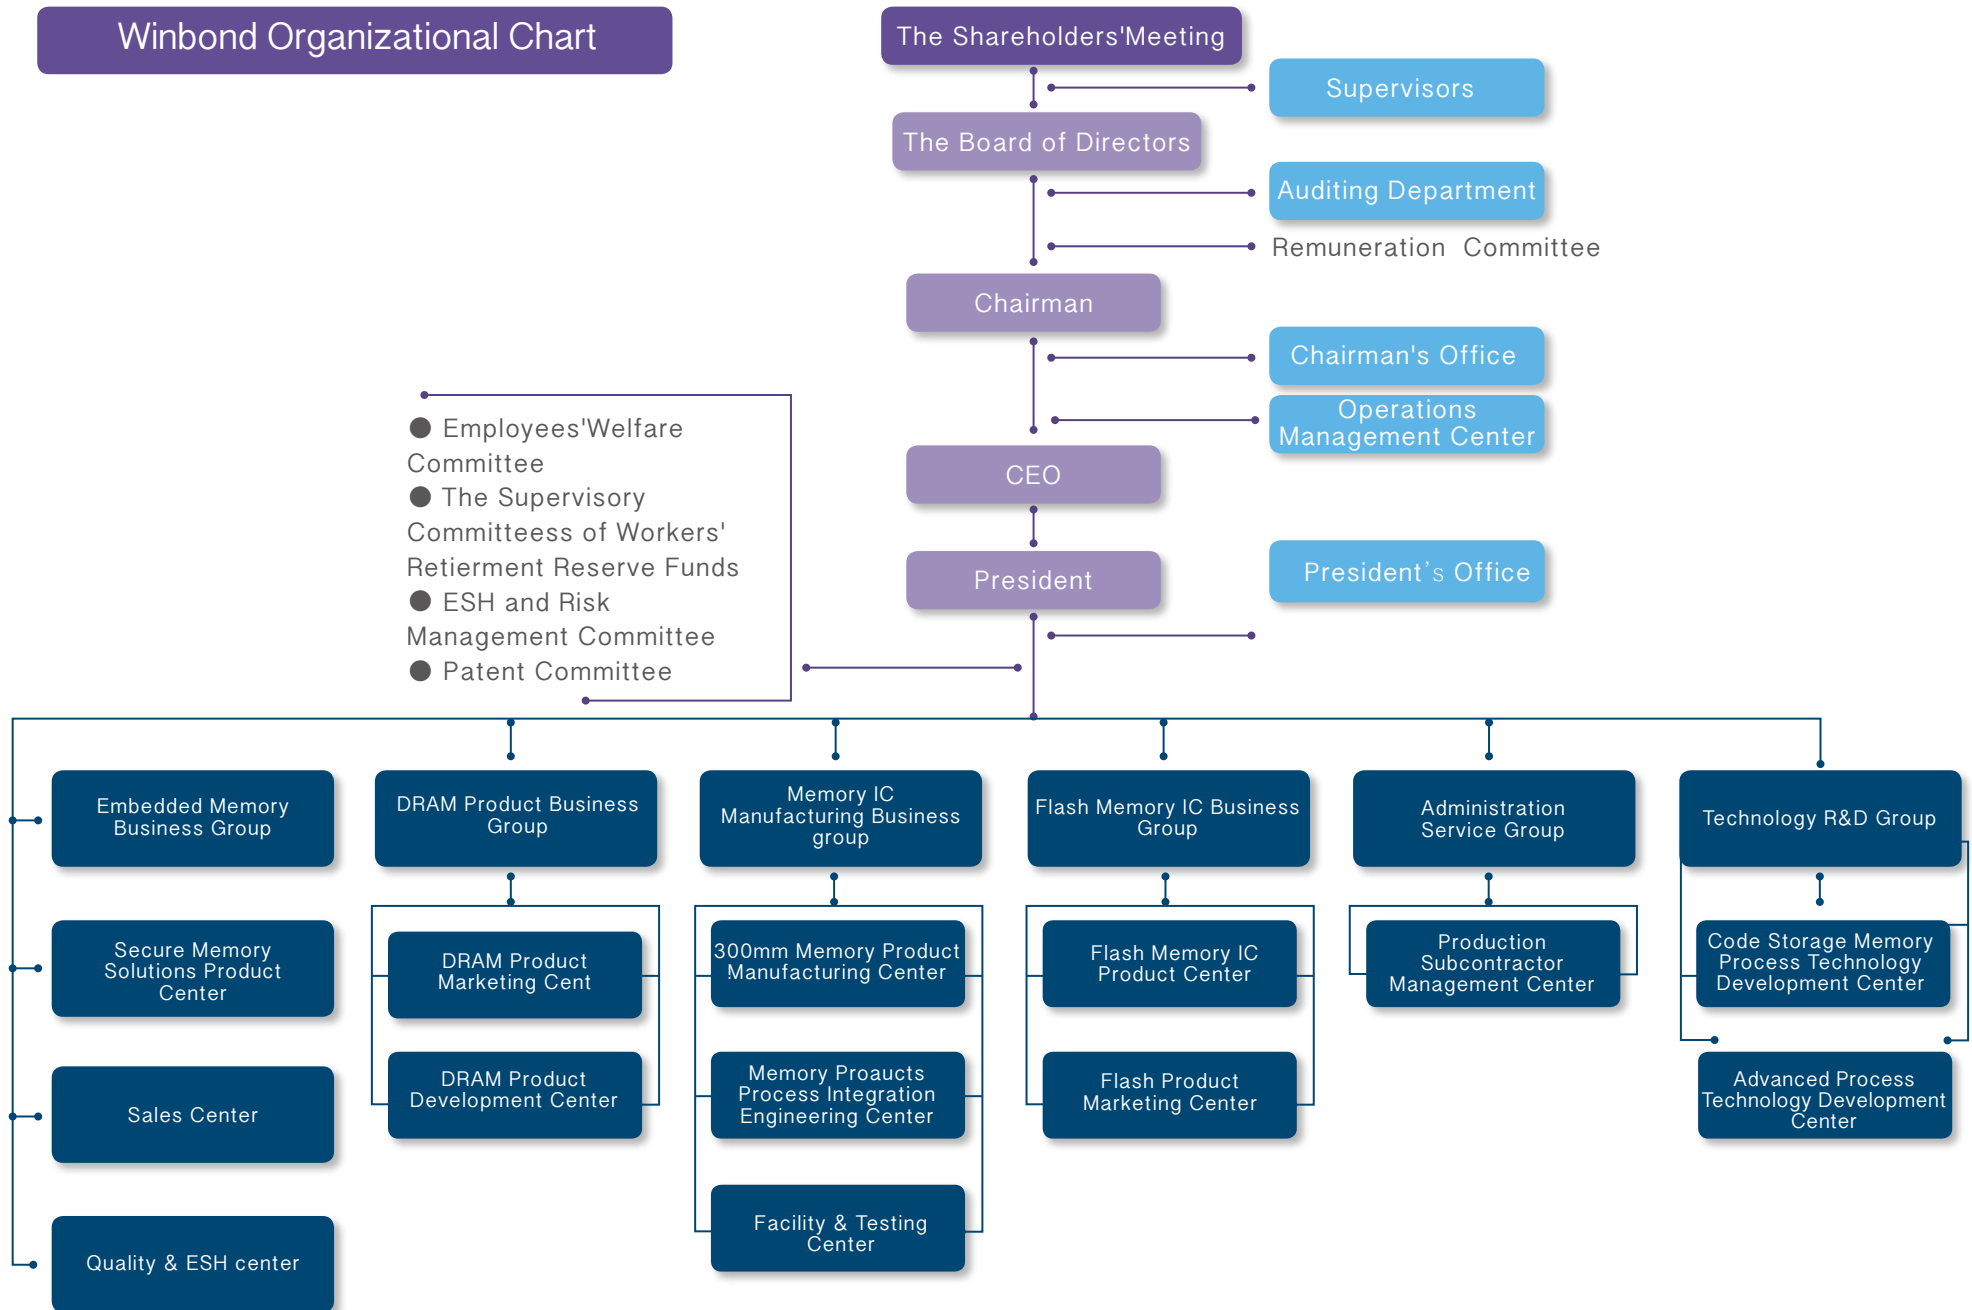 Winbond Organizational Chart
The Shareholders'Meeting
Supervisors
The Board of Directors
Auditing Department
Remuneration Committee
Chairman
Chairman's Office
Operations
Management Center
● Employees'Welfare
Committee
● The Supervisory
Committeess of Workers'
Retierment Reserve Funds
● ESH and Risk
Management Committee
● Patent Committee
CEO
President
President's Office
Embedded Memory
Business Group
Secure Memory
Solutions Product
Center
Sales Center
Quality & ESH center
DRAM Product Business
Group
DRAM Product
Marketing Cent
DRAM Product
Development Center
Memory IC
Manufacturing Business
group
300mm Memory Product
Manufacturing Center
Memory Proaucts
Process Integration
Engineering Center
Facility & Testing
Center
Flash Memory IC Business
Group
Flash Memory IC
Product Center
Flash Product
Marketing Center
Administration
Service Group
Production
Subcontractor
Management Center
Technology R&D Group
Code Storage Memory
Process Technology
Development Center
Advanced Process
Technology Development
Center